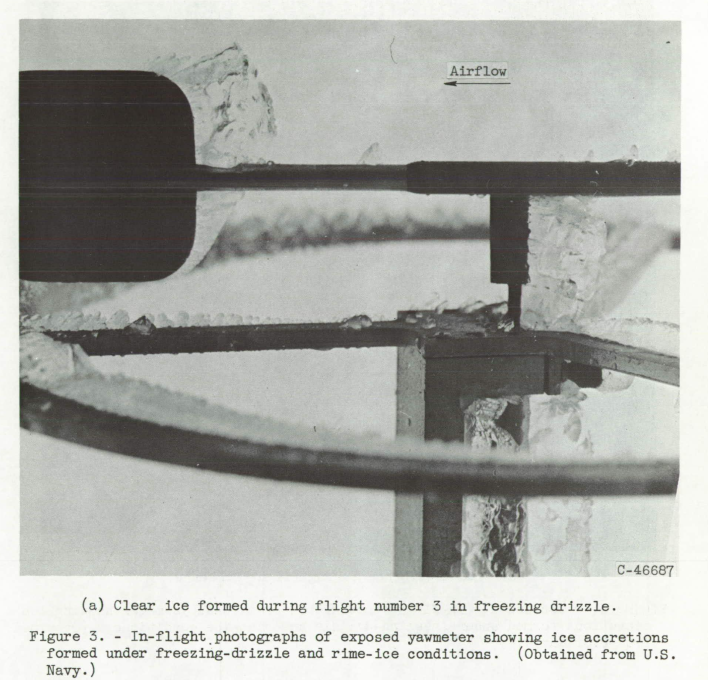 Airflow
C-46687
(a) Clear ice formed during flight number 3 in freezing drizzle.
Figure 3. - In-flight photographs of exposed yawmeter showing ice accretions
formed under freezing-drizzle and rime-ice conditions. (Obtained from U.S.
Navy.)